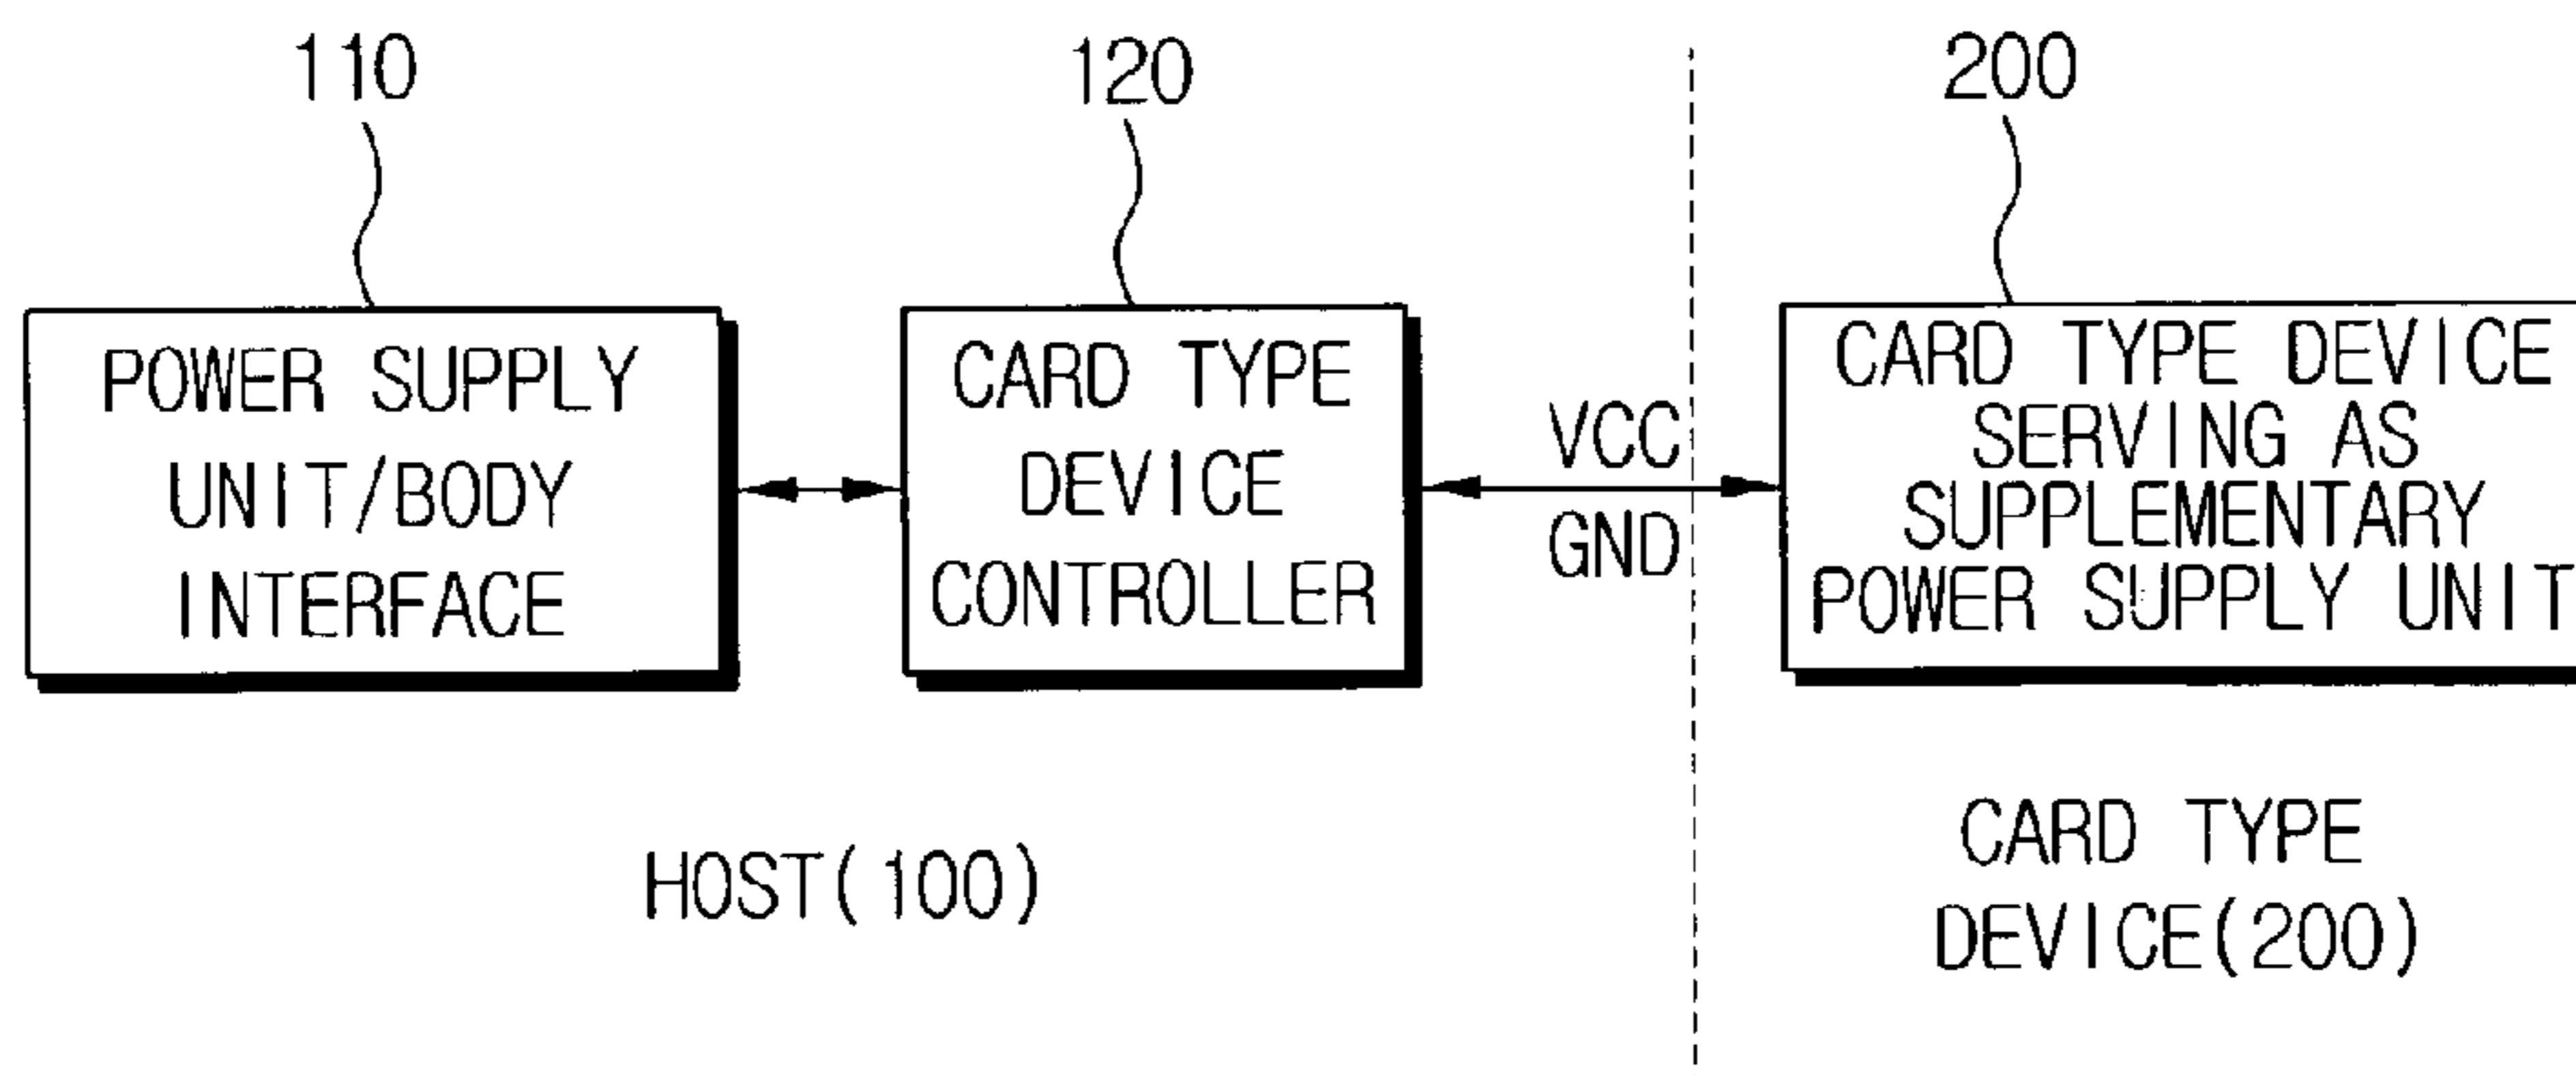 110
120
200
POWER SUPPLY
UNIT/BODY
INTERFACE
CARD TYPE
DEVICE
CONTROLLER
VCC
GND
CARD TYPE DEVICE
SERVING AS
SUPPLEMENTARY
POWER SUPPLY UNIT
HOST(100)
CARD TYPE
DEVICE(200)